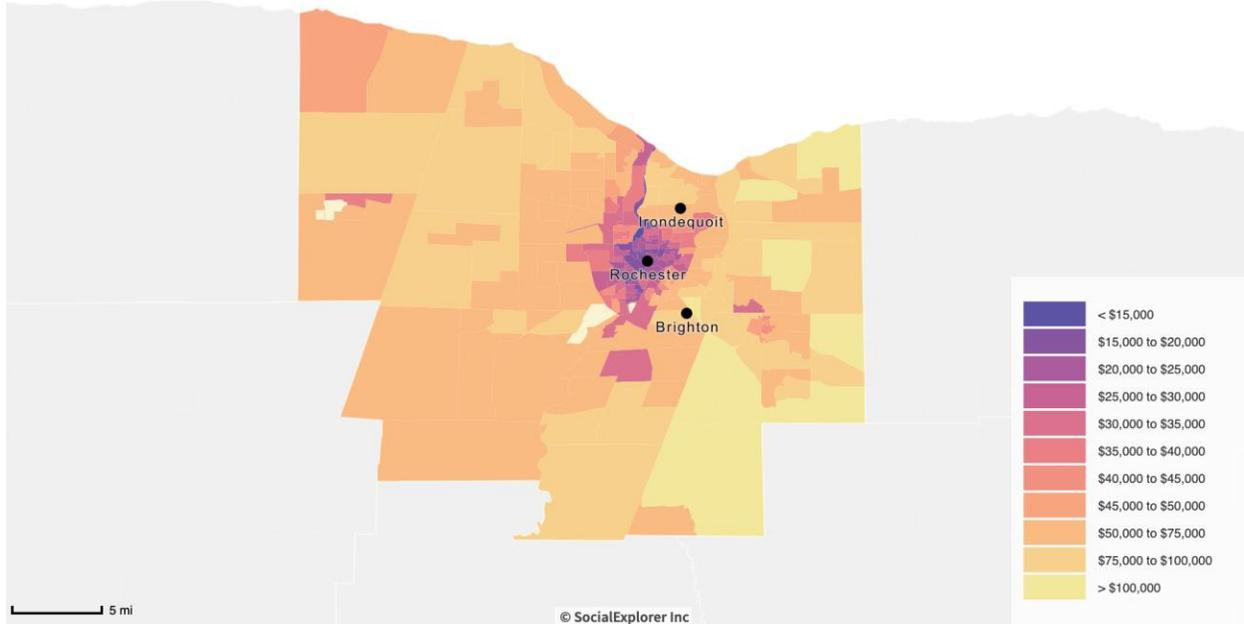 Irondequoit
Rochester
Brighton
< $15,000
$15,000 to $20,000
$20,000 to $25,000
$25,000 to $30,000
$30,000 to $35,000
$35,000 to $40,000
$40,000 to $45,000
$45,000 to $50,000
$50,000 to $75,000
$75,000 to $100,000
> $100,000
5 mi
© SocialExplorer Inc